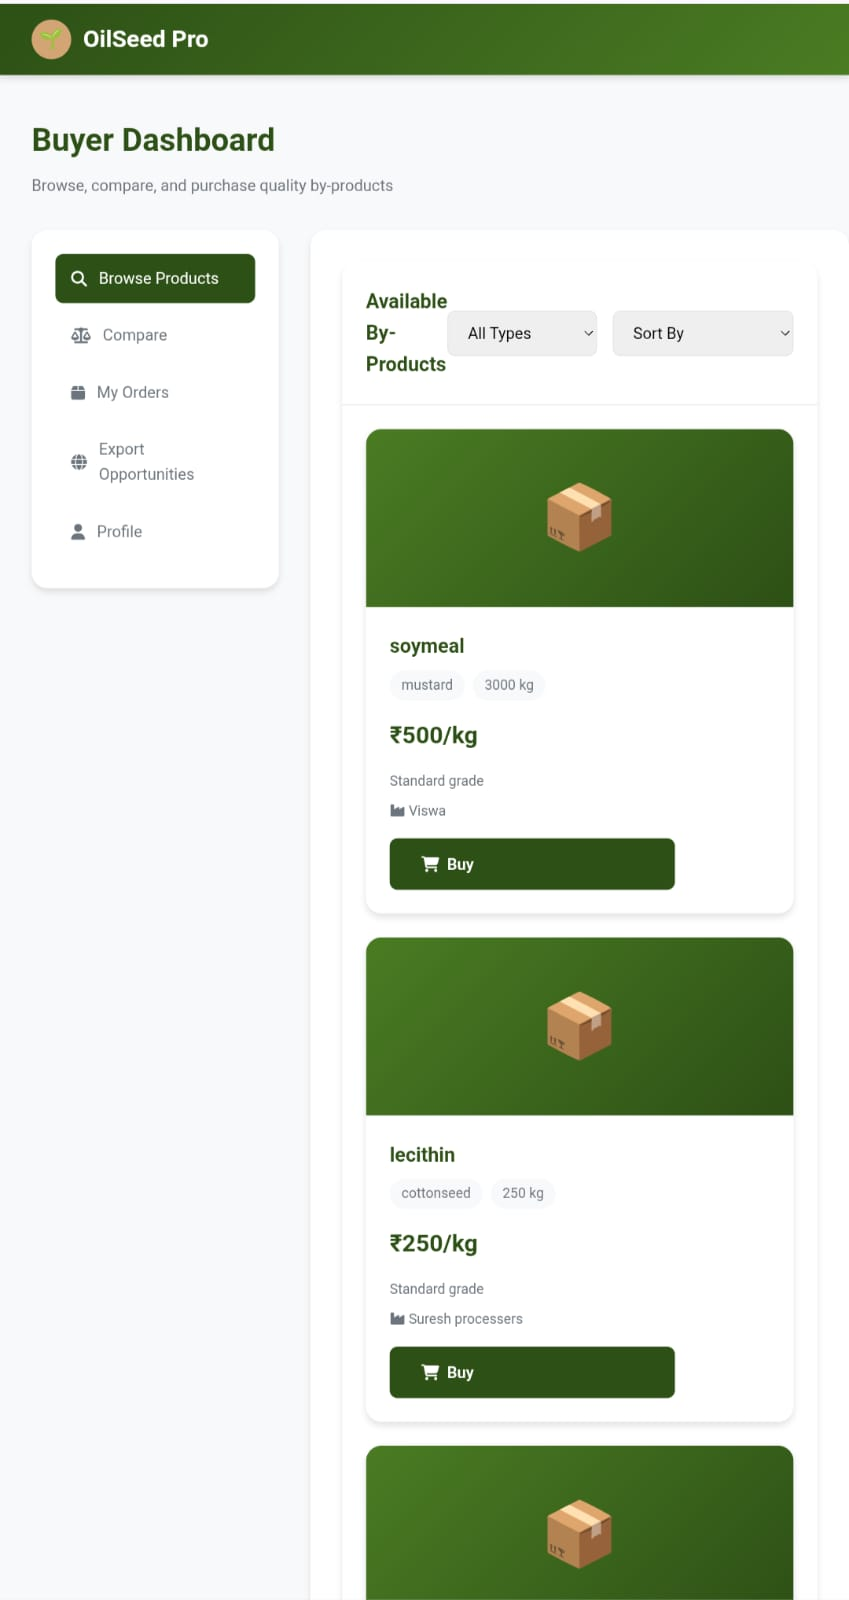 OilSeed Pro
Buyer Dashboard
Browse, compare, and purchase quality by-products
Browse Products
Compare
My Orders
Export
Opportunities
Profile
Available
By-
Products
All Types
Sort By
soymeal
mustard 3000 kg
₹500/kg
Standard grade
Viswa
Buy
lecithin
cottonseed 250 kg
₹250/kg
Standard grade
Suresh processers
Buy